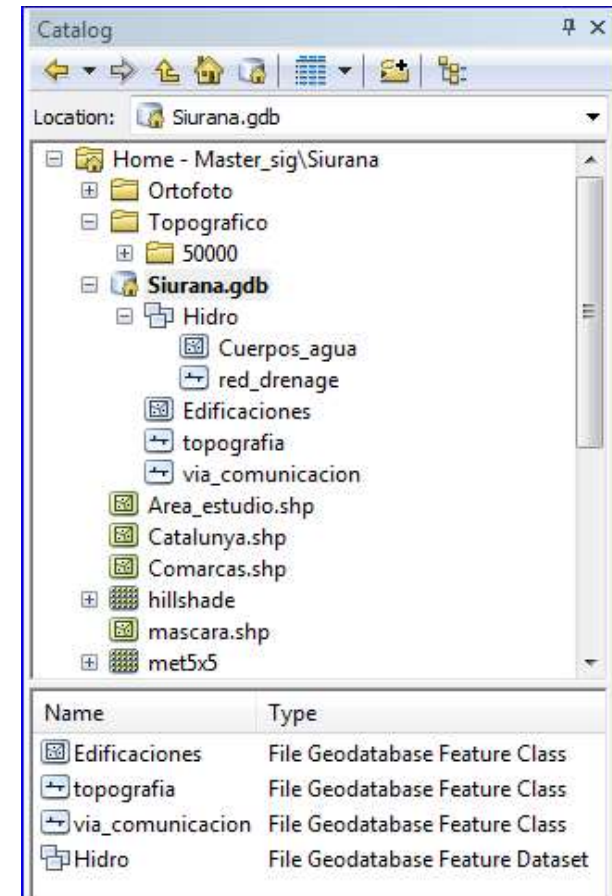 Catalog
Location: Siurana.gdb
Home - Master_sig\Siurana
Ortofoto
Topografico
50000
Siurana.gdb
Hidro
Cuerpos_agua
red_drenage
Edificaciones
topografia
via_comunicacion
Area_estudio.shp
Catalunya.shp
Comarcas.shp
hillshade
mascara.shp
met5x5
Name Type
Edificaciones File Geodatabase Feature Class
topografia File Geodatabase Feature Class
via_comunicacion File Geodatabase Feature Class
Hidro File Geodatabase Feature Dataset